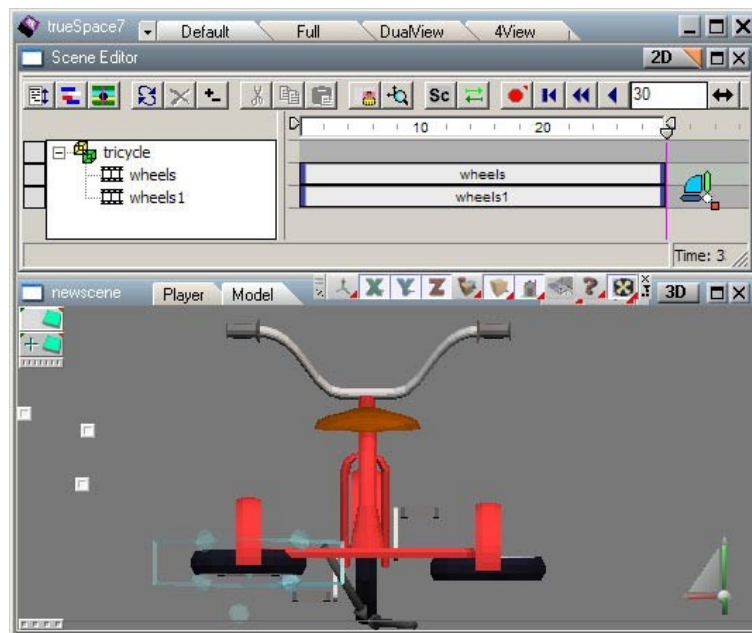 trueSpace7 Default Full DualView 4View
Scene Editor 2D
Sc 30
10 20
tricycle
wheels wheels
wheels1 wheels1
Time: 3
newscene Player Model X Y Z ? 3D